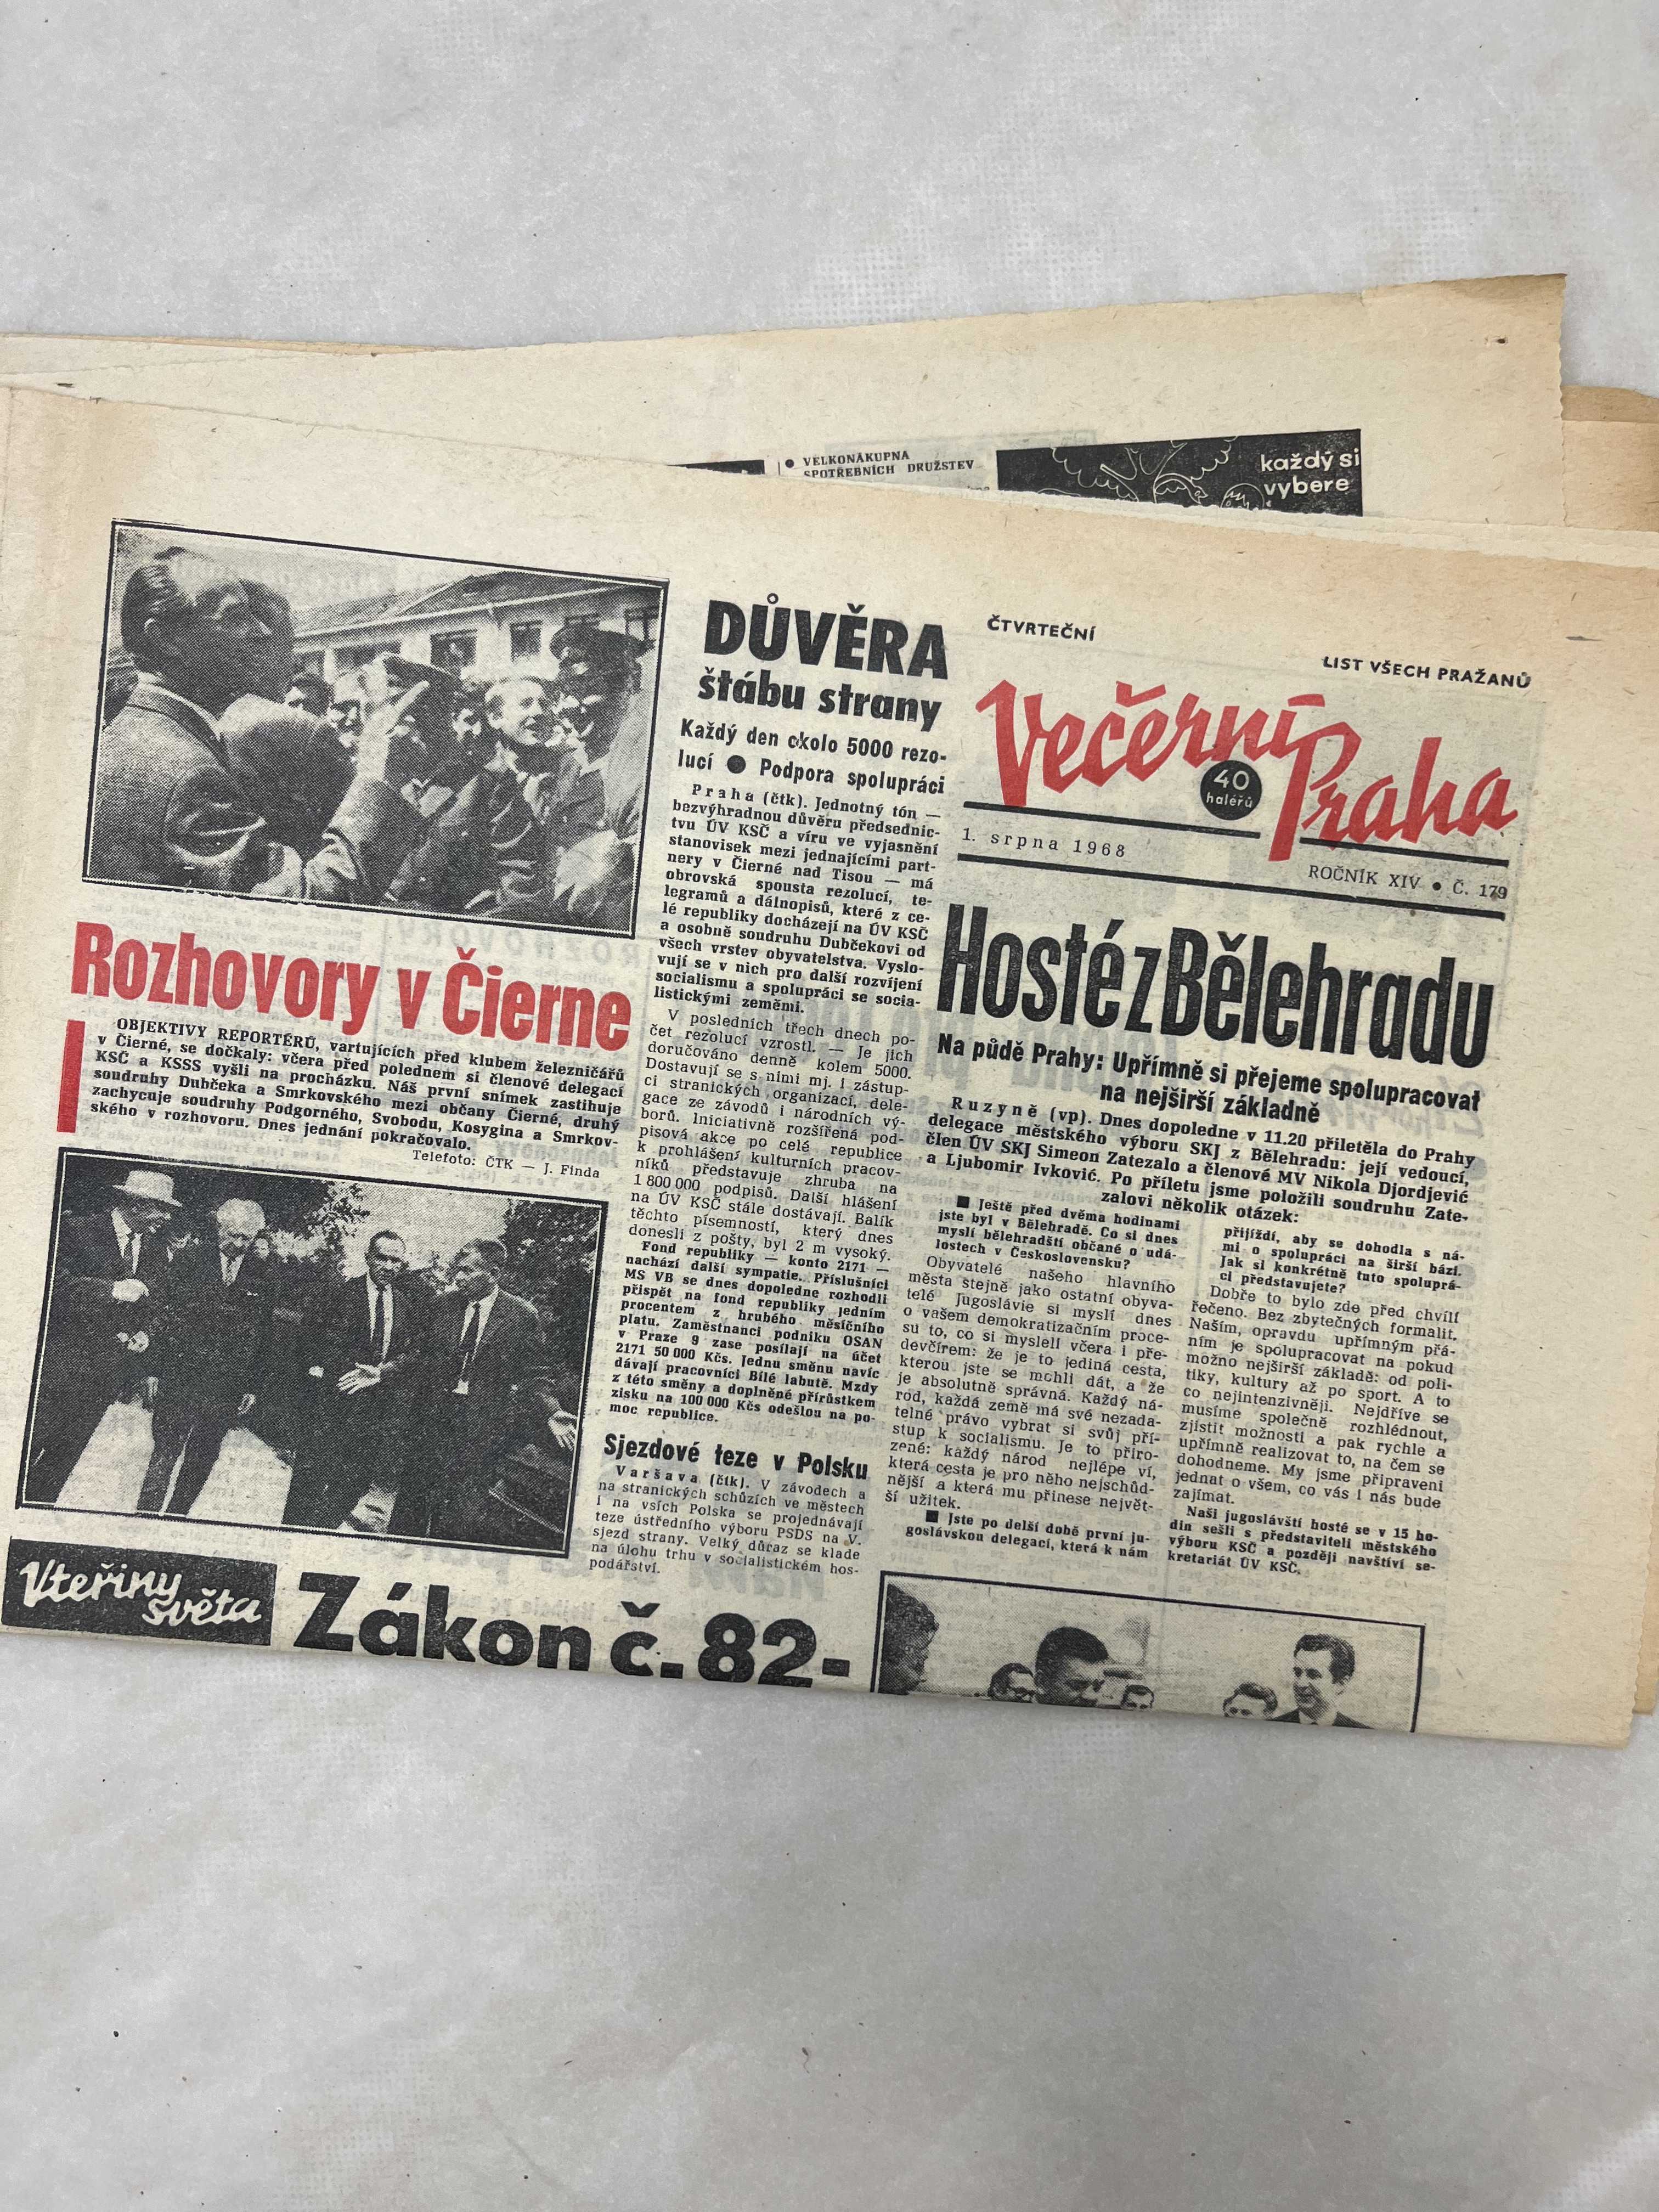 VELKONÁKUPNA
SPOTŘEBNÍCH DRUŽSTEV
každý si
vybere
ČTVRTEČNÍ
LIST VŠECH PRAŽANŮ
Večerní
Praha
40
haléřů
1. srpna 1968
ROČNÍK XIV ● Č. 179
Rozhovory v Čierne
OBJEKTIVY REPORTÉRŮ, vartujících před klubem železničářů
v Čierné, se dočkaly: včera před polednem si členové delegací
KSČ a KSSS vyšli na procházku. Náš první snímek zastihuje
soudruhy Dubčeka a Smrkovského mezi občany Čierné, druhý
zachycuje soudruhy Podgorného, Svobodu, Kosygina a Smrkov-
ského v rozhovoru. Dnes jednání pokračovalo.
Telefoto: ČTK — J. Finda
DŮVĚRA
štábu strany
Každý den okolo 5000 rezo-
lucí ● Podpora spolupráci
Praha (čtk). Jednotný tón —
bezvýhradnou důvěru předsednic-
tvu ÚV KSČ a víru ve vyjasnění
stanovisek mezi jednajícími part-
nery v Čierné nad Tisou — má
obrovská spousta rezolucí, te-
legramů a dálnopisů, které z ce-
lé republiky docházejí na ÚV KSČ
a osobně soudruhu Dubčekovi od
všech vrstev obyvatelstva. Vyslo-
vují se v nich pro další rozvíjení
socialismu a spolupráci se socia-
listickými zeměmi.
V posledních třech dnech po-
čet rezolucí vzrostl. — Je jich
doručováno denně kolem 5000.
Dostavují se s nimi mj. i zástup-
ci stranických organizací, dele-
gace ze závodů i národních vý-
borů. Iniciativně rozšířená pod-
pisová akce po celé republice
k prohlášení kulturních pracov-
níků představuje zhruba na
1 800 000 podpisů. Další hlášení
na ÚV KSČ stále dostávají. Balík
těchto písemností, který dnes
donesli z pošty, byl 2 m vysoký.
Fond republiky — konto 2171 —
nachází další sympatie. Příslušníci
MS VB se dnes dopoledne rozhodli
přispět na fond republiky jedním
procentem z hrubého měsíčního
platu. Zaměstnanci podniku OSAN
v Praze 9 zase posílají na účet
2171 50 000 Kčs. Jednu směnu navíc
dávají pracovníci Bílé labutě. Mzdy
z této směny a doplněné přírůstkem
zisku na 100 000 Kčs odešlou na po-
moc republice.
Sjezdové teze v Polsku
Varšava (čtk). V závodech a
na stranických schůzích ve městech
i na vsích Polska se projednávají
teze ústředního výboru PSDS na V.
sjezd strany. Velký důraz se klade
na úlohu trhu v socialistickém hos-
podářství.
Hosté z Bělehradu
Na půdě Prahy: Upřímně si přejeme spolupracovat
na nejširší základně
Ruzyně (vp). Dnes dopoledne v 11.20 přiletěla do Prahy
delegace městského výboru SKJ z Bělehradu: její vedoucí,
člen ÚV SKJ Simeon Zatezalo a členové MV Nikola Djordjević
a Ljubomir Ivković. Po příletu jsme položili soudruhu Zate-
zalovi několik otázek:
■ Ještě před dvěma hodinami
jste byl v Bělehradě. Co si dnes
myslí bělehradští občané o udá-
lostech v Československu?
Obyvatelé našeho hlavního
města stejně jako ostatní obyva-
telé Jugoslávie si myslí dnes
o vašem demokratizačním proce-
su to, co si mysleli včera i pře-
devčírem: že je to jediná cesta,
kterou jste se mohli dát, a že
je absolutně správná. Každý ná-
rod, každá země má své nezada-
telné právo vybrat si svůj pří-
stup k socialismu. Je to přiro-
zené: každý národ nejlépe ví,
která cesta je pro něho nejschůd-
nější a která mu přinese největ-
ší užitek.
■ Jste po delší době první ju-
goslávskou delegací, která k nám
přijíždí, aby se dohodla s ná-
mi o spolupráci na širší bázi.
Jak si konkrétně tuto spoluprá-
ci představujete?
Dobře to bylo zde před chvílí
řečeno. Bez zbytečných formalit.
Naším, opravdu upřímným přá-
ním je spolupracovat na pokud
možno nejširší základě: od poli-
tiky, kultury až po sport. A to
co nejintenzívněji. Nejdříve se
musíme společně rozhlédnout,
zjistit možnosti a pak rychle a
upřímně realizovat to, na čem se
dohodneme. My jsme připraveni
jednat o všem, co vás i nás bude
zajímat.
Naši jugoslávští hosté se v 15 ho-
din sešli s představiteli městského
výboru KSČ a později navštíví se-
kretariát ÚV KSČ.
Vteřiny
světa
Zákon č. 82-